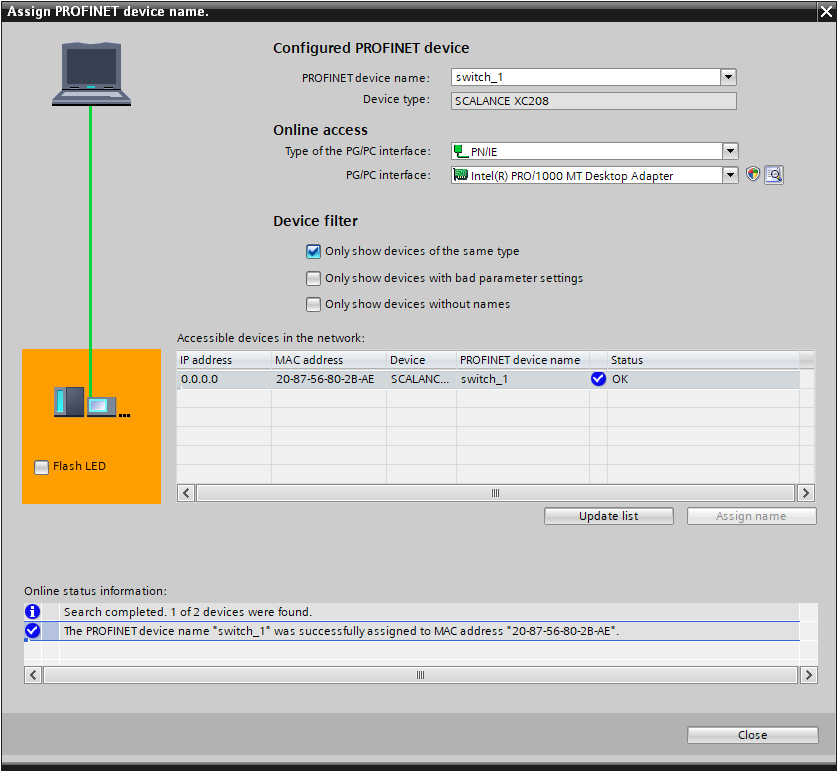 Assign PROFINET device name.
Configured PROFINET device
PROFINET device name: switch_1
Device type: SCALANCE XC208
Online access
Type of the PG/PC interface: PN/IE
PG/PC interface: Intel(R) PRO/1000 MT Desktop Adapter
Device filter
Only show devices of the same type
Only show devices with bad parameter settings
Only show devices without names
Accessible devices in the network:
IP address MAC address Device PROFINET device name Status
0.0.0.0 20-87-56-80-2B-AE SCALANC... switch_1 OK
Flash LED
Update list Assign name
Online status information:
Search completed. 1 of 2 devices were found.
The PROFINET device name "switch_1" was successfully assigned to MAC address "20-87-56-80-2B-AE".
Close